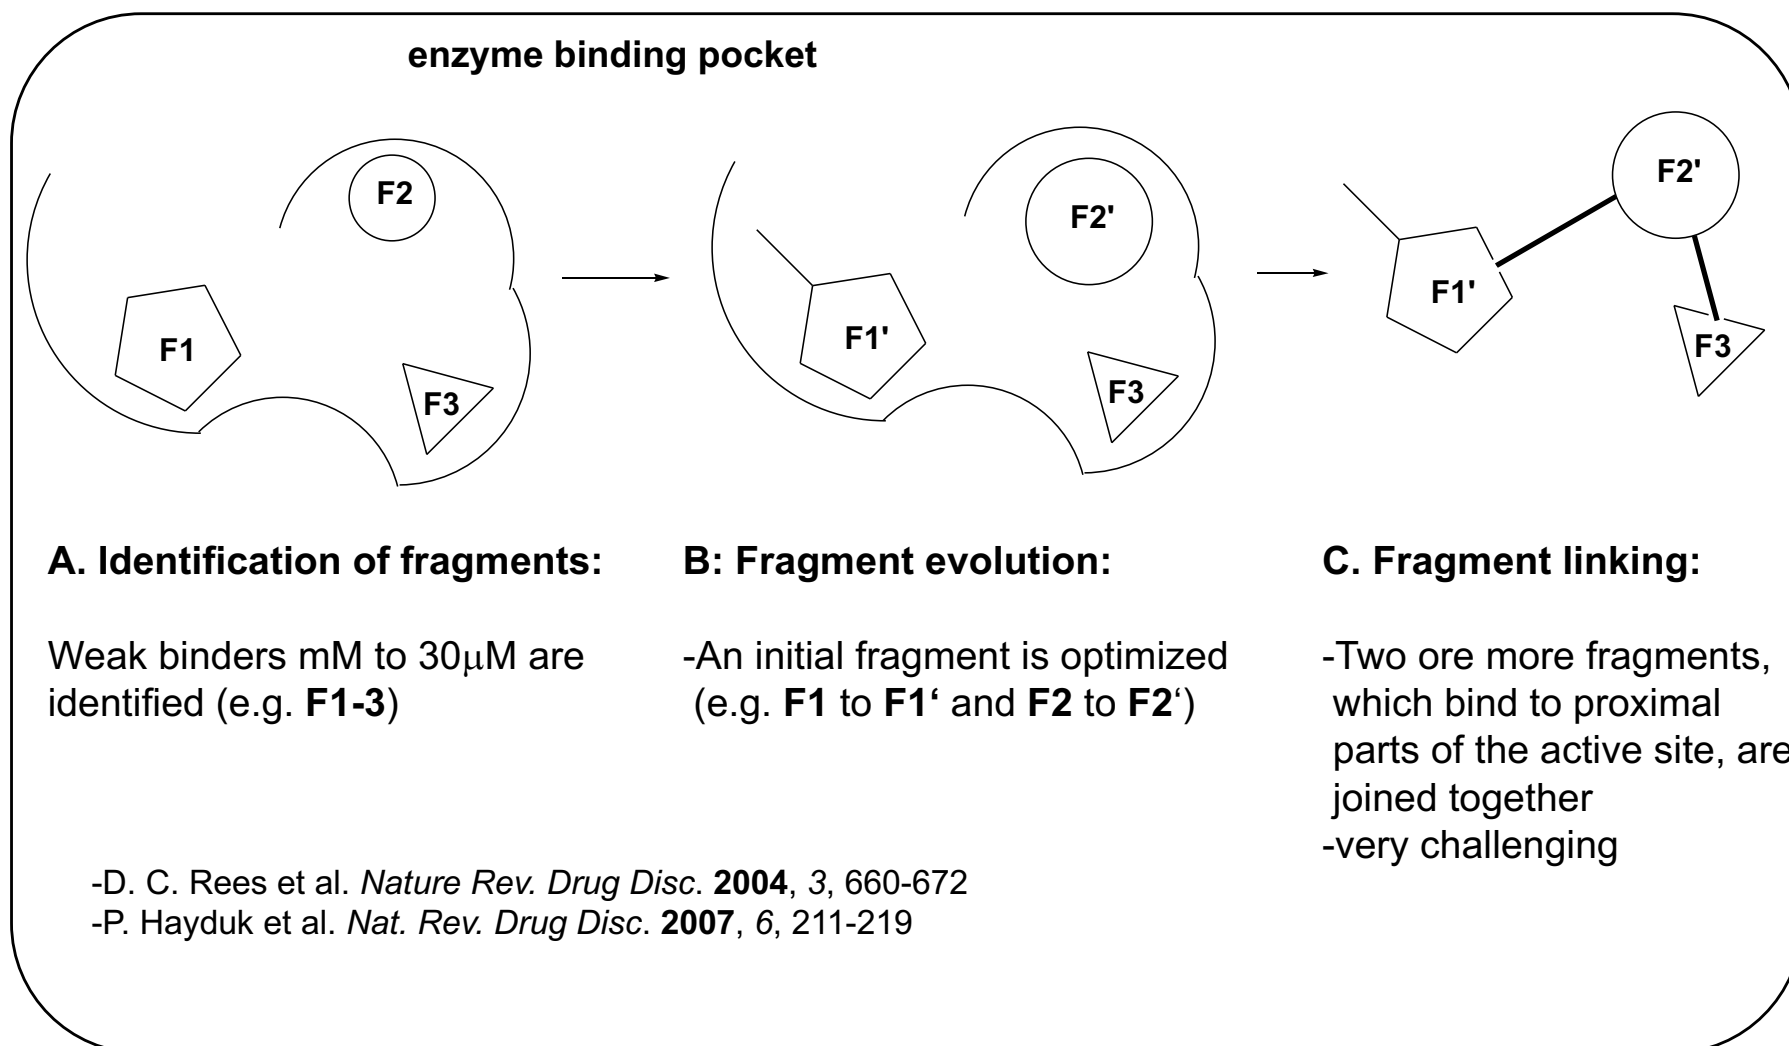 enzyme binding pocket
F2
F1
F3
F2'
F1'
F3
F2'
F1'
F3
A. Identification of fragments:
Weak binders mM to 30μM are
identified (e.g. F1-3)
B: Fragment evolution:
-An initial fragment is optimized
(e.g. F1 to F1‘ and F2 to F2‘)
C. Fragment linking:
-Two ore more fragments,
which bind to proximal
parts of the active site, are
joined together
-very challenging
-D. C. Rees et al. Nature Rev. Drug Disc. 2004, 3, 660-672
-P. Hayduk et al. Nat. Rev. Drug Disc. 2007, 6, 211-219